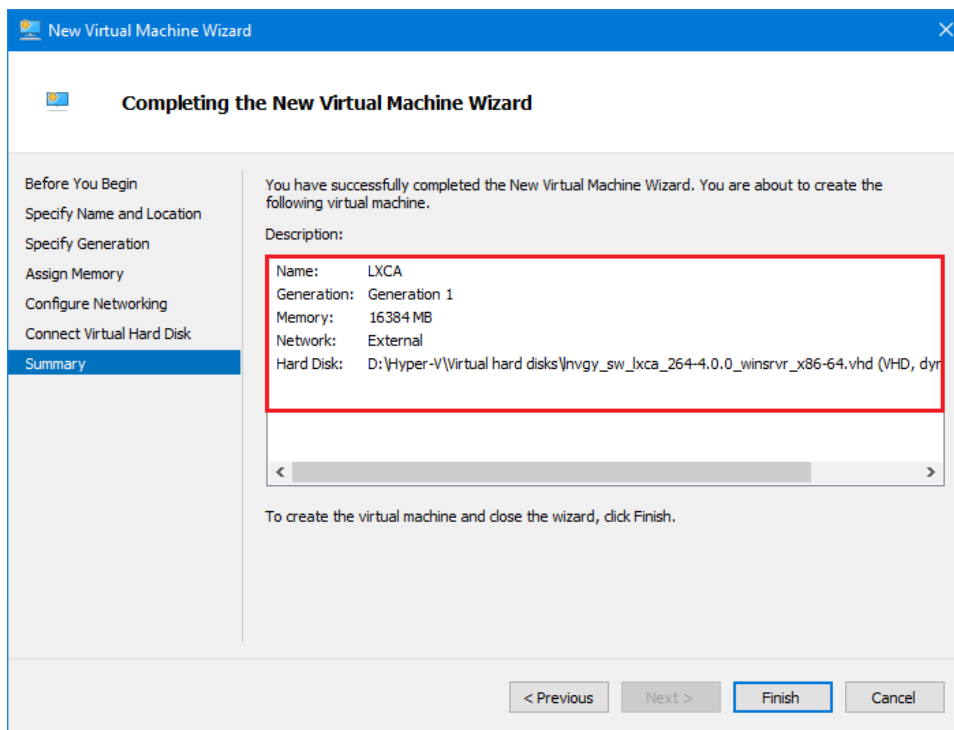 New Virtual Machine Wizard
Completing the New Virtual Machine Wizard
Before You Begin
Specify Name and Location
Specify Generation
Assign Memory
Configure Networking
Connect Virtual Hard Disk
Summary
You have successfully completed the New Virtual Machine Wizard. You are about to create the
following virtual machine.
Description:
Name: LXCA
Generation: Generation 1
Memory: 16384 MB
Network: External
Hard Disk: D:\Hyper-V\Virtual hard disks\lnvgy_sw_lxca_264-4.0.0_winsrvr_x86-64.vhd (VHD, dyn
To create the virtual machine and close the wizard, click Finish.
< Previous
Next >
Finish
Cancel